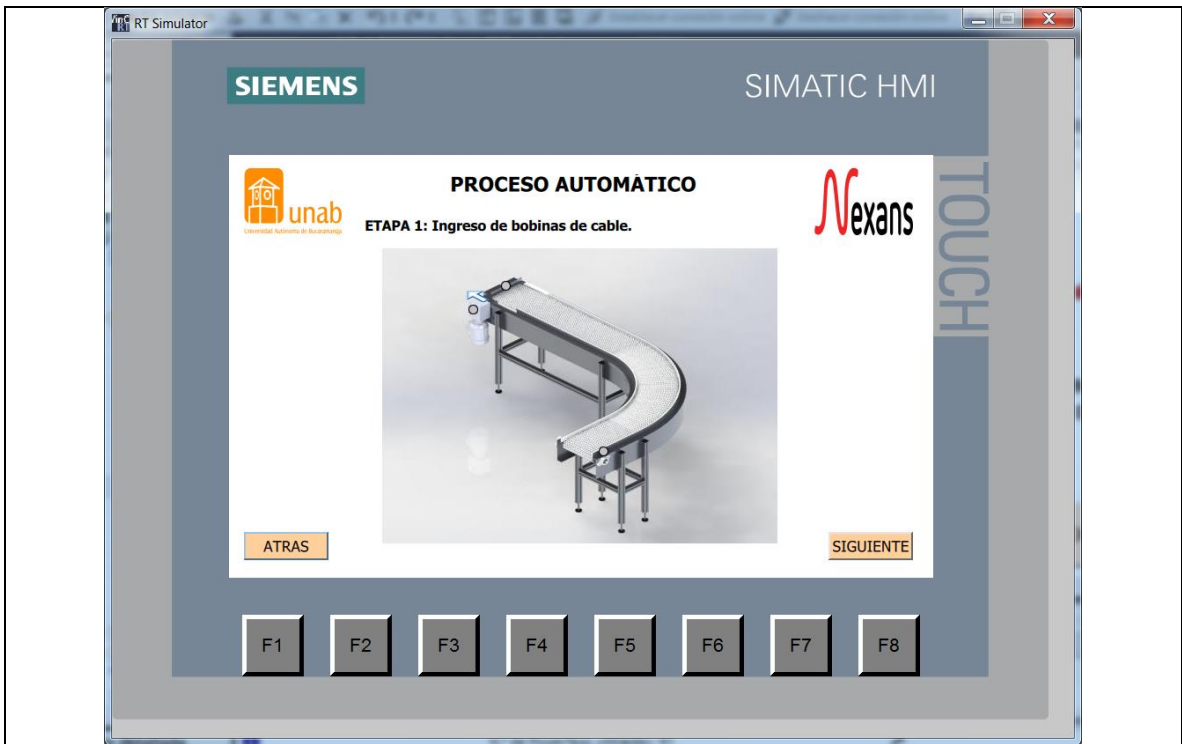 RT Simulator
SIEMENS
SIMATIC HMI
TOUCH
PROCESO AUTOMÁTICO
unab
Universidad Autónoma de Bucaramanga
Nexans
ETAPA 1: Ingreso de bobinas de cable.
ATRAS
SIGUIENTE
F1 F2 F3 F4 F5 F6 F7 F8